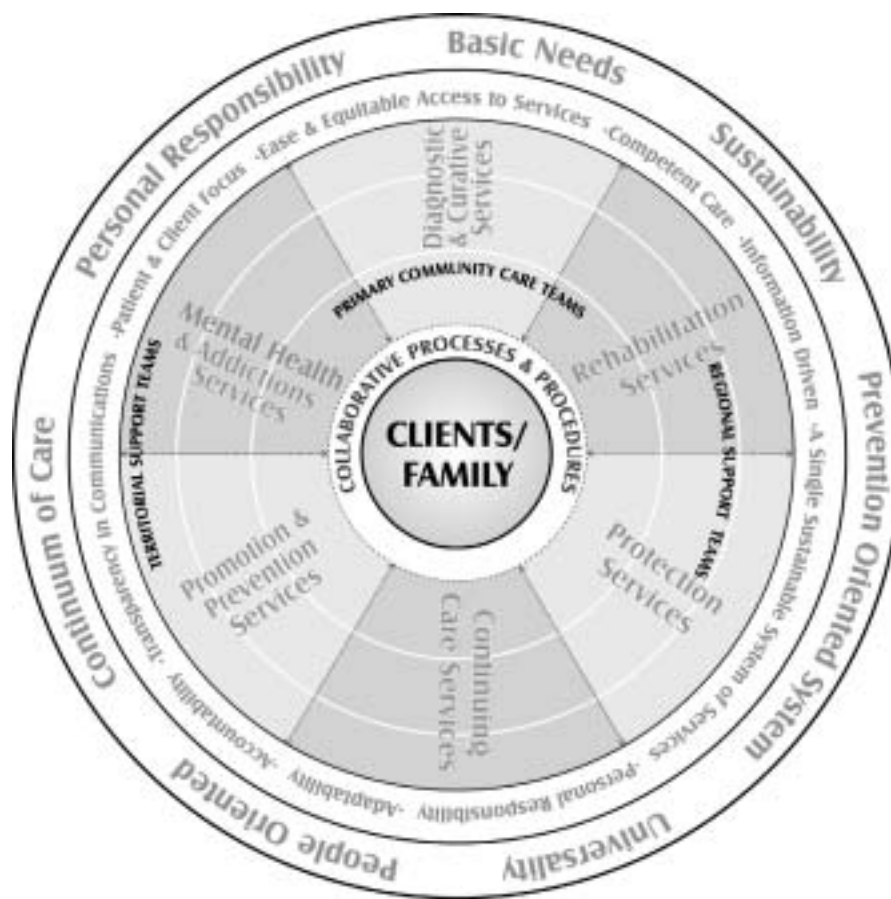 Basic Needs
Sustainability
Prevention Oriented System
Universality
People Oriented
Continuum of Care
Personal Responsibility
-Ease & Equitable Access to Services
-Competent Care
-Information Driven
-A Single Sustainable System of Services
-Personal Responsibility
-Adaptability
-Accountability
-Transparency in Communications
-Patient & Client Focus
Diagnostic
& Curative
Services
Rehabilitation
Services
Protection
Services
Continuing
Care Services
Promotion &
Prevention
Services
Mental Health
& Addictions
Services
PRIMARY COMMUNITY CARE TEAMS
REGIONAL SUPPORT TEAMS
TERRITORIAL SUPPORT TEAMS
COLLABORATIVE PROCESSES & PROCEDURES
CLIENTS/
FAMILY